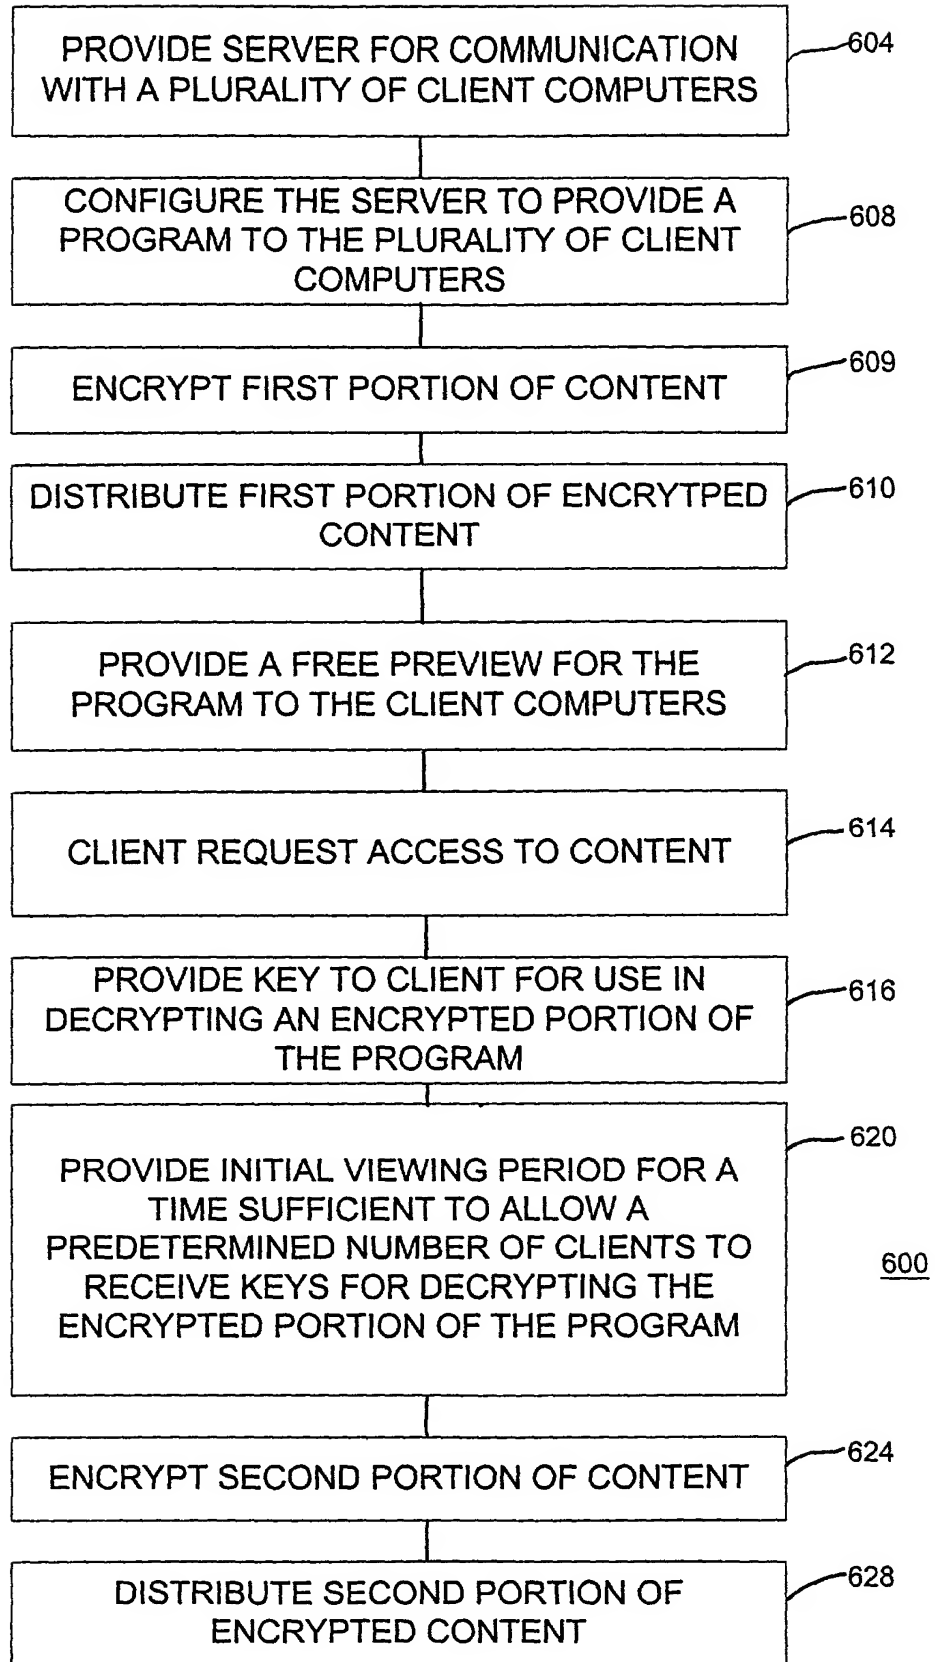 PROVIDE SERVER FOR COMMUNICATION
WITH A PLURALITY OF CLIENT COMPUTERS
604
CONFIGURE THE SERVER TO PROVIDE A
PROGRAM TO THE PLURALITY OF CLIENT
COMPUTERS
608
ENCRYPT FIRST PORTION OF CONTENT
609
DISTRIBUTE FIRST PORTION OF ENCRYTPED
CONTENT
610
PROVIDE A FREE PREVIEW FOR THE
PROGRAM TO THE CLIENT COMPUTERS
612
CLIENT REQUEST ACCESS TO CONTENT
614
PROVIDE KEY TO CLIENT FOR USE IN
DECRYPTING AN ENCRYPTED PORTION OF
THE PROGRAM
616
PROVIDE INITIAL VIEWING PERIOD FOR A
TIME SUFFICIENT TO ALLOW A
PREDETERMINED NUMBER OF CLIENTS TO
RECEIVE KEYS FOR DECRYPTING THE
ENCRYPTED PORTION OF THE PROGRAM
620
600
ENCRYPT SECOND PORTION OF CONTENT
624
DISTRIBUTE SECOND PORTION OF
ENCRYPTED CONTENT
628